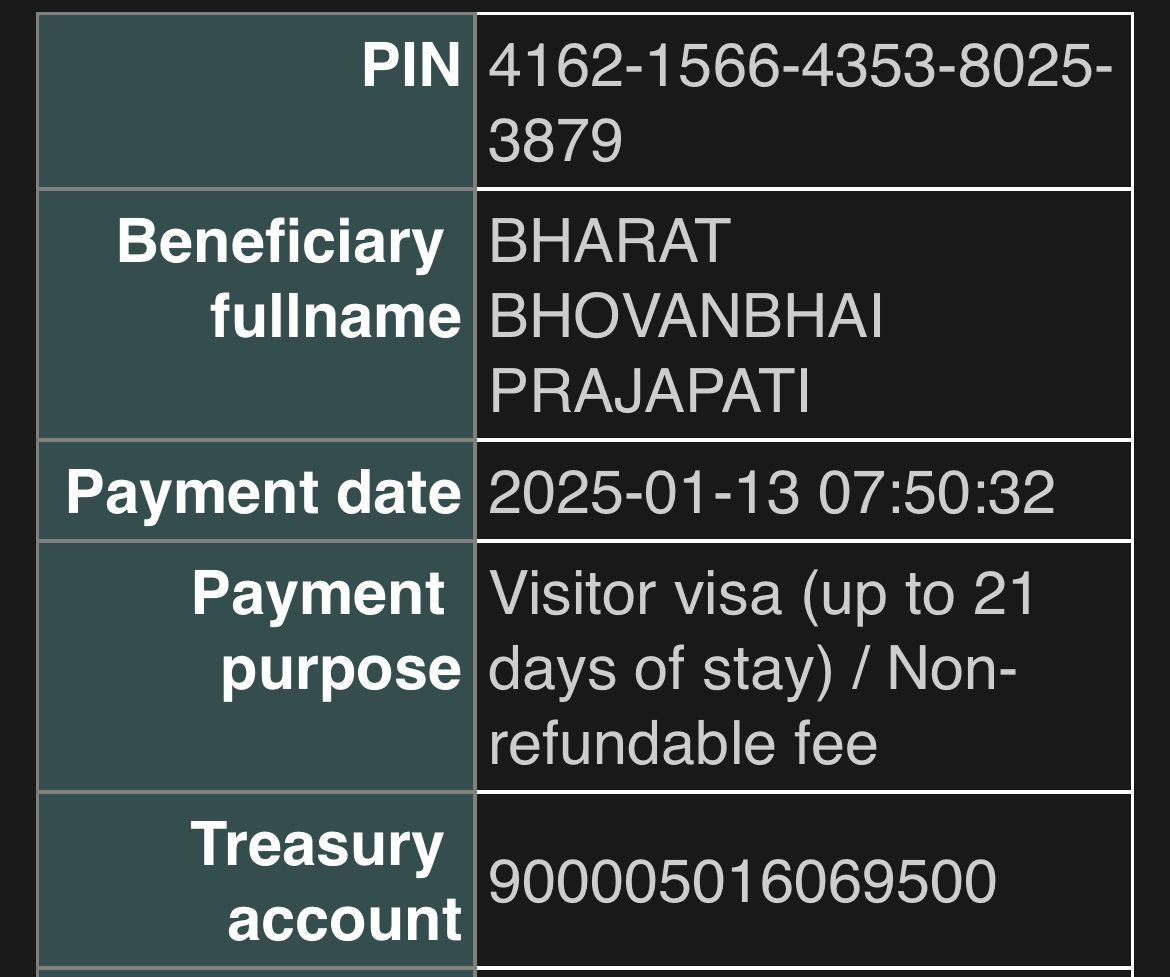 PIN 4162-1566-4353-8025-
3879
Beneficiary BHARAT
fullname BHOVANBHAI
PRAJAPATI
Payment date 2025-01-13 07:50:32
Payment Visitor visa (up to 21
purpose days of stay) / Non-
refundable fee
Treasury
account
900005016069500